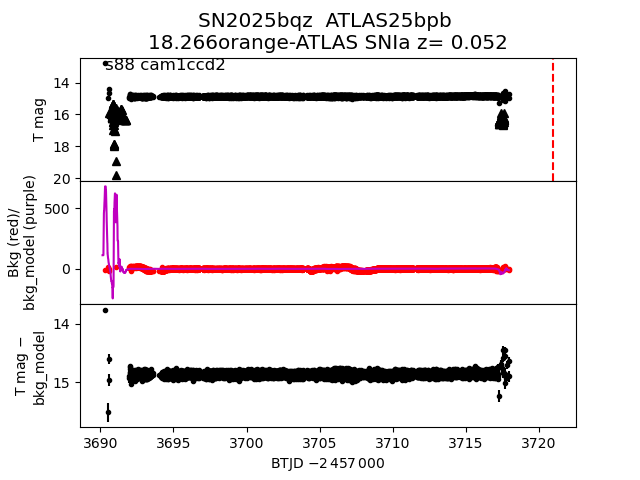 SN2025bqz  ATLAS25bpb
18.266orange-ATLAS SNIa z= 0.052
s88 cam1ccd2
T mag
14
16
18
20
Bkg (red)/
bkg_model (purple)
500
0
T mag −
bkg_model
14
15
3690
3695
3700
3705
3710
3715
3720
BTJD −2 457 000